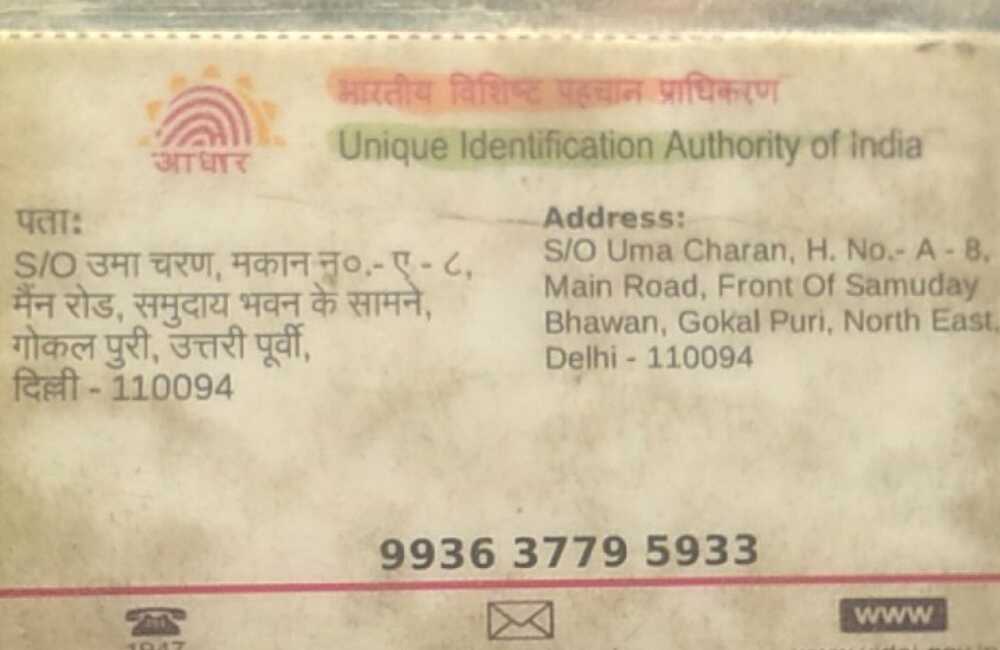 भारतीय विशिष्ट पहचान प्राधिकरण
Unique Identification Authority of India
आधार
पता:
S/O उमा चरण, मकान न०.- ए - ८,
मैंन रोड, समुदाय भवन के सामने,
गोकल पुरी, उत्तरी पूर्वी,
दिल्ली - 110094
Address:
S/O Uma Charan, H. No.- A - 8,
Main Road, Front Of Samuday
Bhawan, Gokal Puri, North East,
Delhi - 110094
9936 3779 5933
www
1947